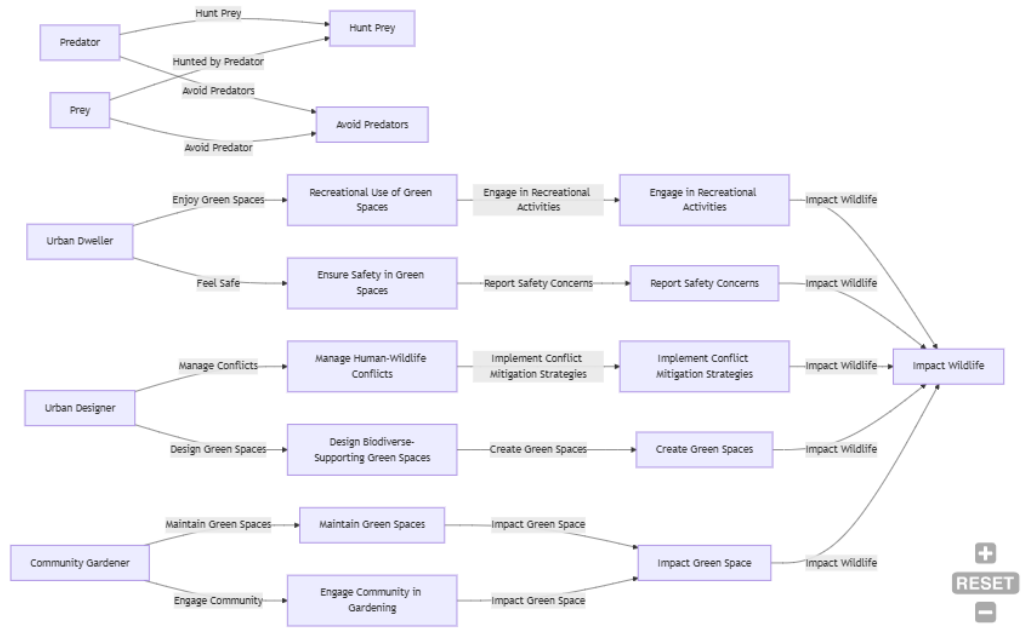 Hunt Prey
Hunt Prey
Predator
Hunted by Predator
Avoid Predators
Prey
Avoid Predators
Avoid Predator
Enjoy Green Spaces
Recreational Use of Green
Spaces
Engage in Recreational
Activities
Engage in Recreational
Activities
Impact Wildlife
Urban Dweller
Feel Safe
Ensure Safety in Green
Spaces
Report Safety Concerns
Report Safety Concerns
Impact Wildlife
Manage Conflicts
Manage Human-Wildlife
Conflicts
Implement Conflict
Mitigation Strategies
Implement Conflict
Mitigation Strategies
Impact Wildlife
Impact Wildlife
Urban Designer
Design Green Spaces
Design Biodiverse-
Supporting Green Spaces
Create Green Spaces
Create Green Spaces
Impact Wildlife
Maintain Green Spaces
Maintain Green Spaces
Impact Green Space
Community Gardener
Impact Green Space
Impact Wildlife
Engage Community
Engage Community in
Gardening
Impact Green Space
RESET